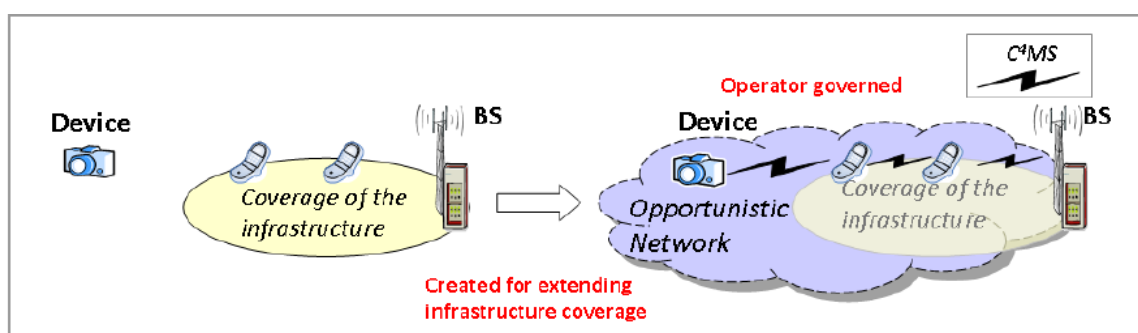 Device
BS
Coverage of the
infrastructure
Created for extending
infrastructure coverage
Operator governed
C⁴MS
Device
BS
Opportunistic
Network
Coverage of the
infrastructure